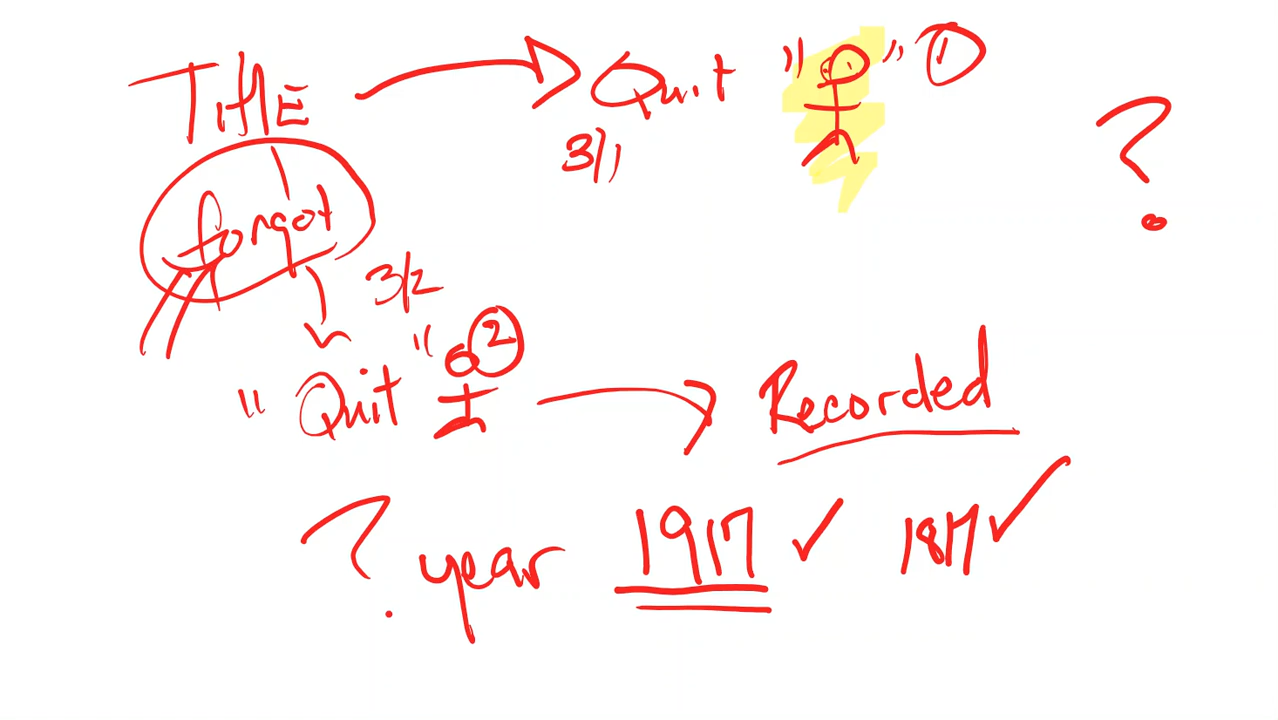 Title Quit " " 1
3/1
?
forgot
3/2
" Quit " 2
Recorded
? year 1917 ✓ 1817 ✓